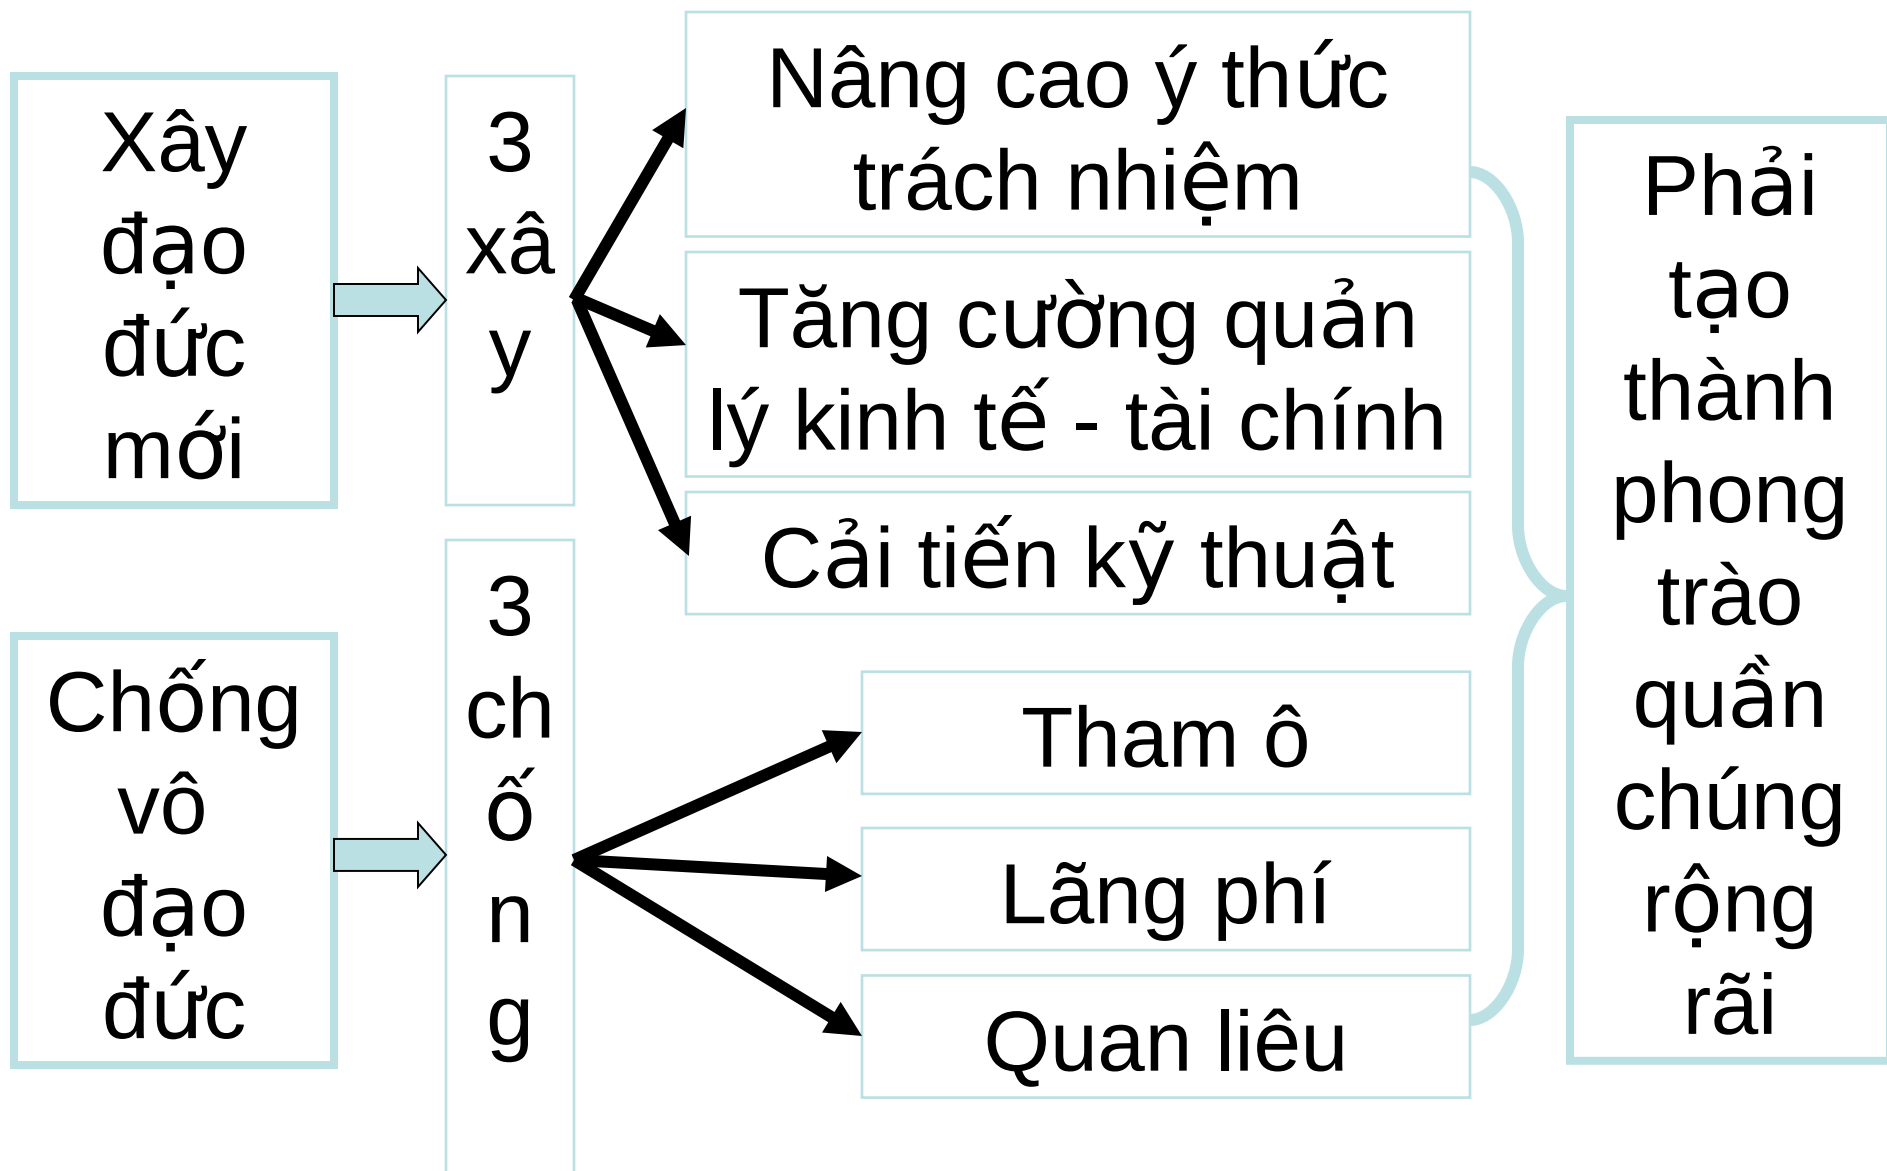 Xây
đạo
đức
mới
3
xâ
y
Nâng cao ý thức
trách nhiệm
Tăng cường quản
lý kinh tế - tài chính
Cải tiến kỹ thuật
Chống
vô
đạo
đức
3
ch
ố
n
g
Tham ô
Lãng phí
Quan liêu
Phải
tạo
thành
phong
trào
quần
chúng
rộng
rãi